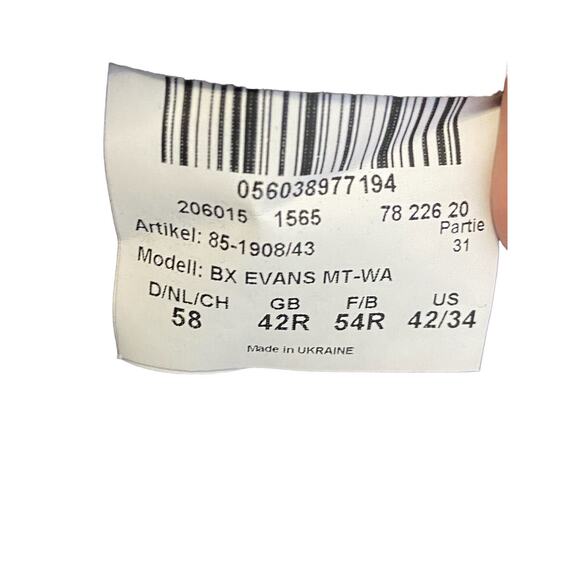 056038977194
206015 1565 78 226 20
Artikel: 85-1908/43 Partie
Modell: BX EVANS MT-WA 31
D/NL/CH GB F/B US
58 42R 54R 42/34
Made in UKRAINE